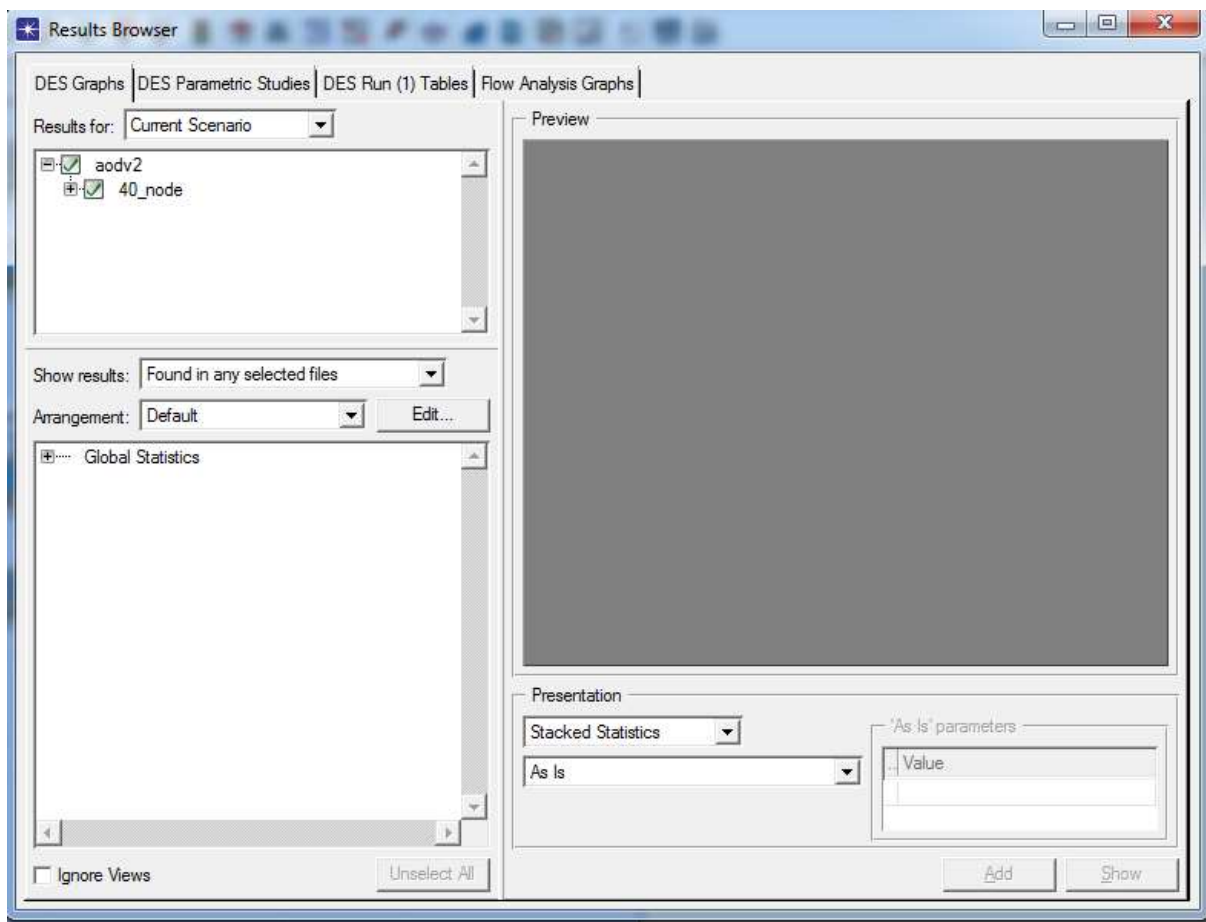 Results Browser
DES Graphs DES Parametric Studies DES Run (1) Tables Flow Analysis Graphs
Results for: Current Scenario
aodv2
40_node
Show results: Found in any selected files
Arrangement: Default Edit...
Global Statistics
Ignore Views Unselect All
Preview
Presentation
Stacked Statistics
As Is
'As Is' parameters
... Value
Add Show